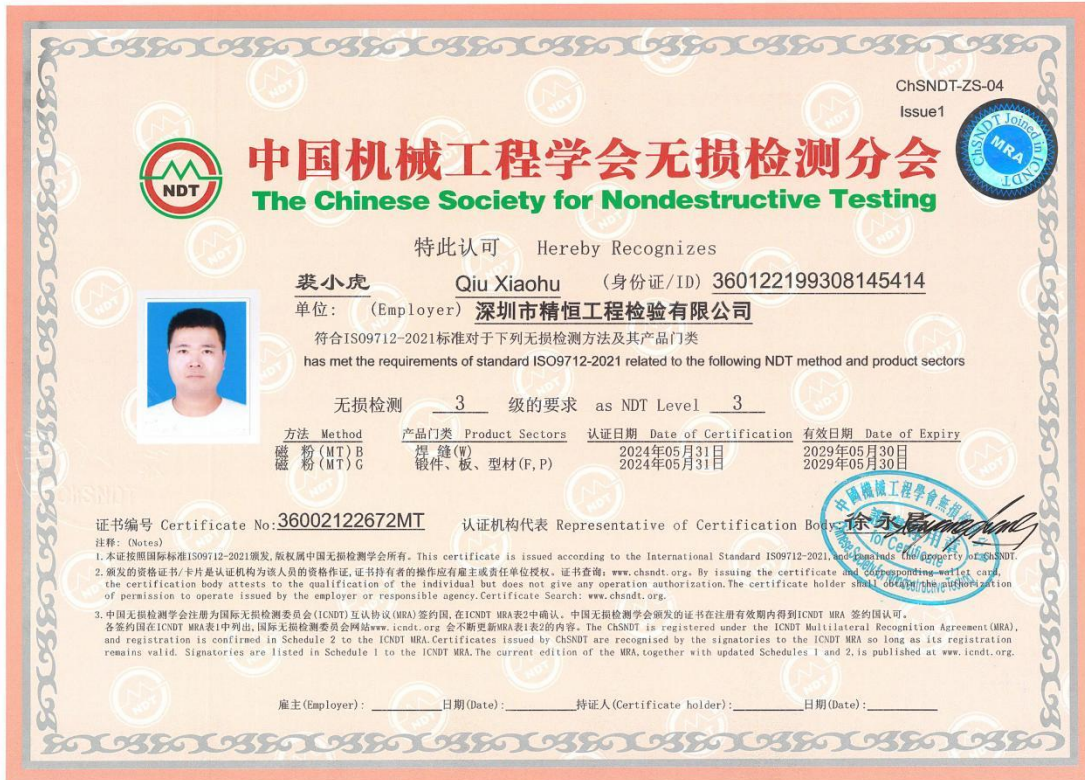 ChSNDT-ZS-04
Issue1
ChSNDT Joined in ICNDT
MRA
NDT
中国机械工程学会无损检测分会
The Chinese Society for Nondestructive Testing
特此认可 Hereby Recognizes
裘小虎 Qiu Xiaohu (身份证/ID) 360122199308145414
单位: (Employer) 深圳市精恒工程检验有限公司
符合ISO9712-2021标准对于下列无损检测方法及其产品门类
has met the requirements of standard ISO9712-2021 related to the following NDT method and product sectors
无损检测 3 级的要求 as NDT Level 3
方法 Method 产品门类 Product Sectors 认证日期 Date of Certification 有效日期 Date of Expiry
磁 粉(MT)B 焊 缝(W) 2024年05月31日 2029年05月30日
磁 粉(MT)G 锻件、板、型材(F,P) 2024年05月31日 2029年05月30日
证书编号 Certificate No:36002122672MT 认证机构代表 Representative of Certification Body:徐永昌
注释: (Notes)
1.本证按照国际标准ISO9712-2021颁发,版权属中国无损检测学会所有。This certificate is issued according to the International Standard ISO9712-2021,and remainds the property of ChSNDT.
2.颁发的资格证书/卡片是认证机构为该人员的资格作证,证书持有者的操作应有雇主或责任单位授权。证书查询:www.chsndt.org. By issuing the certificate and corresponding wallet card,
the certification body attests to the qualification of the individual but does not give any operation authorization.The certificate holder shall obtain the authorization
of permission to operate issued by the employer or responsible agency.Certificate Search: www.chsndt.org.
3.中国无损检测学会注册为国际无损检测委员会(ICNDT)互认协议(MRA)签约国,在ICNDT MRA表2中确认。中国无损检测学会颁发的证书在注册有效期内得到ICNDT MRA 签约国认可。
各签约国在ICNDT MRA表1中列出,国际无损检测委员会网站www.icndt.org 会不断更新MRA表1表2的内容。The ChSNDT is registered under the ICNDT Multilateral Recognition Agreement(MRA),
and registration is confirmed in Schedule 2 to the ICNDT MRA.Certificates issued by ChSNDT are recognised by the signatories to the ICNDT MRA so long as its registration
remains valid. Signatories are listed in Schedule 1 to the ICNDT MRA.The current edition of the MRA,together with updated Schedules 1 and 2,is published at www.icndt.org.
雇主(Employer): 日期(Date): 持证人(Certificate holder): 日期(Date):